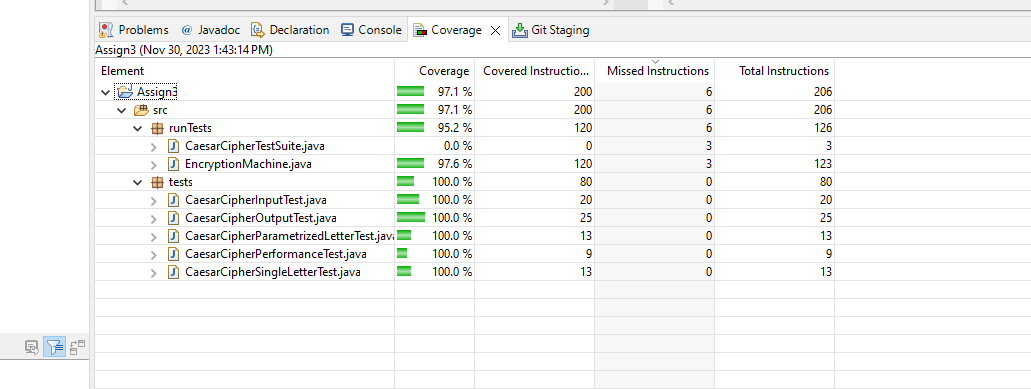 Problems @ Javadoc Declaration Console Coverage Git Staging
Assign3 (Nov 30, 2023 1:43:14 PM)
Element Coverage Covered Instructio... Missed Instructions Total Instructions
Assign3 97.1 % 200 6 206
src 97.1 % 200 6 206
runTests 95.2 % 120 6 126
CaesarCipherTestSuite.java 0.0 % 0 3 3
EncryptionMachine.java 97.6 % 120 3 123
tests 100.0 % 80 0 80
CaesarCipherInputTest.java 100.0 % 20 0 20
CaesarCipherOutputTest.java 100.0 % 25 0 25
CaesarCipherParametrizedLetterTest.java 100.0 % 13 0 13
CaesarCipherPerformanceTest.java 100.0 % 9 0 9
CaesarCipherSingleLetterTest.java 100.0 % 13 0 13